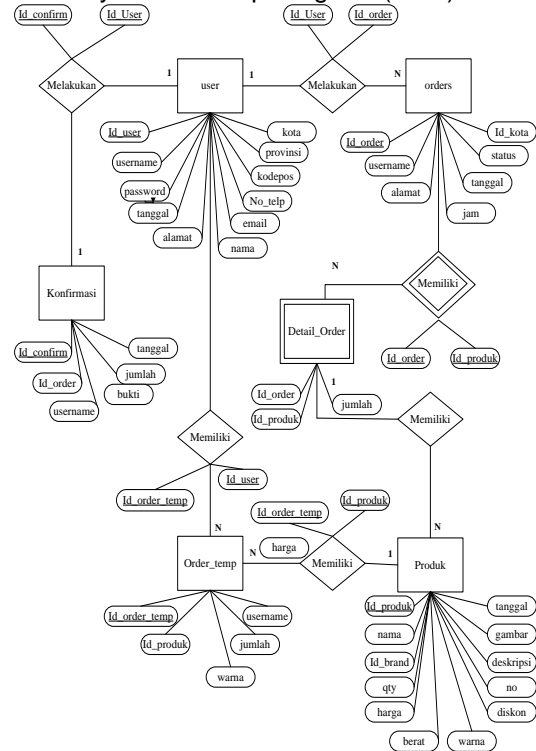 Id_confirm
Id_User
Id_User
Id_order
Melakukan
1
user
1
Melakukan
N
orders
Id_user
username
password
tanggal
alamat
kota
provinsi
kodepos
No_telp
email
nama
Id_order
username
alamat
Id_kota
status
tanggal
jam
1
Konfirmasi
N
Memiliki
Detail_Order
Id_confirm
Id_order
username
tanggal
jumlah
bukti
Id_order
Id_produk
Id_order
Id_produk
1
jumlah
Memiliki
Memiliki
Id_order_temp
Id_user
Id_order_temp
Id_produk
N
N
harga
Order_temp
N
Memiliki
1
Produk
Id_order_temp
Id_produk
warna
username
jumlah
Id_produk
nama
Id_brand
qty
harga
berat
tanggal
gambar
deskripsi
no
diskon
warna